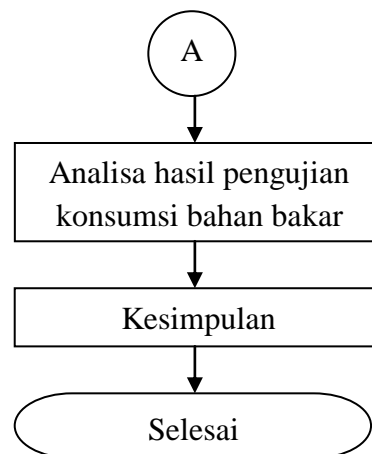 A
Analisa hasil pengujian
konsumsi bahan bakar
Kesimpulan
Selesai